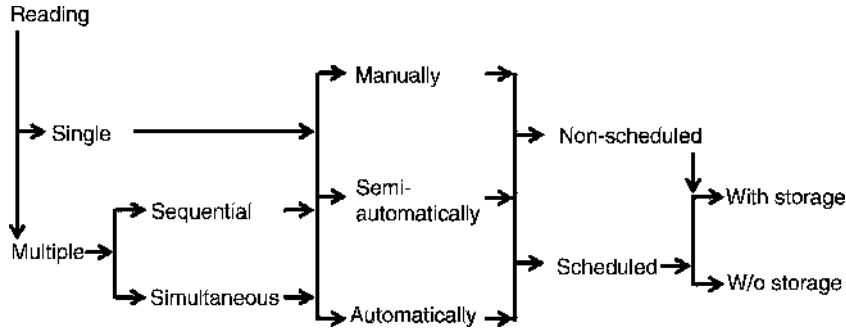 Reading
Manually
Single
Non-scheduled
Semi-
automatically
With storage
Sequential
Multiple
Scheduled
W/o storage
Simultaneous
Automatically